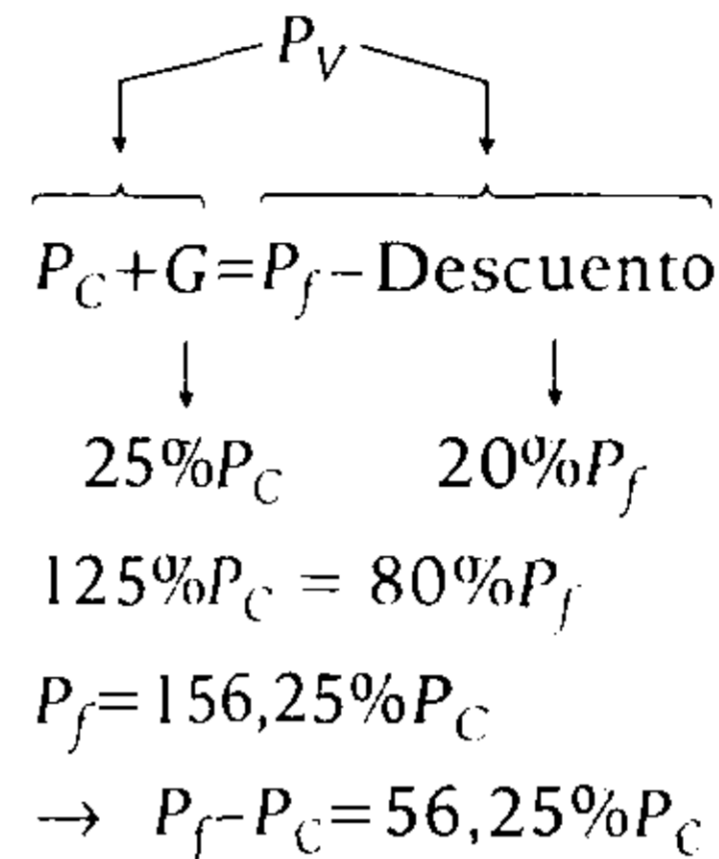 P_V
P_C+G=P_f−Descuento
25%P_C 20%P_f
125%P_C = 80%P_f
P_f=156,25%P_C
→ P_f-P_C=56,25%P_C